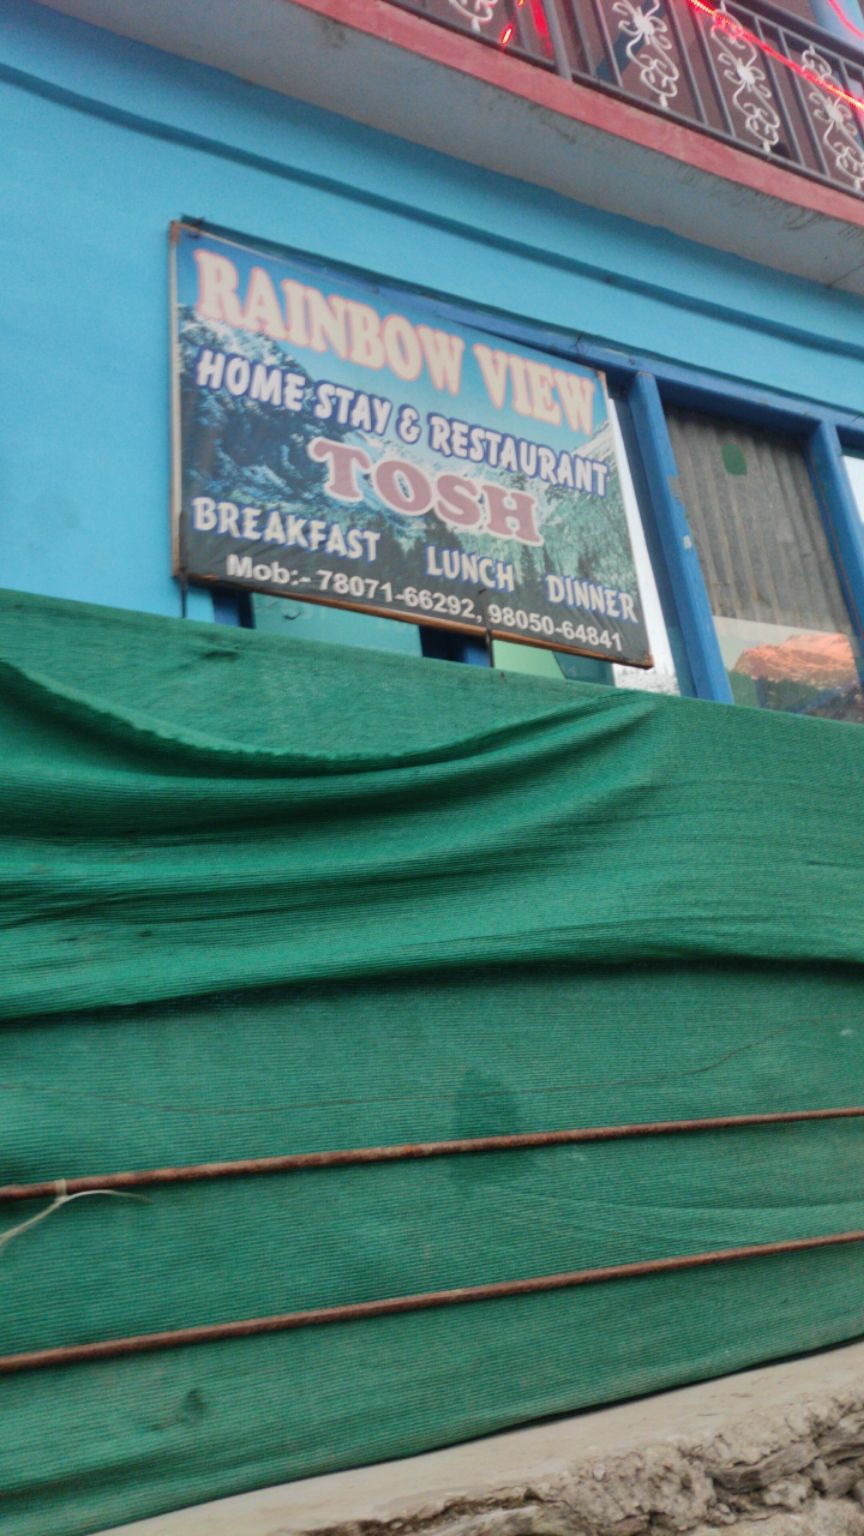 RAINBOW VIEW
HOME STAY & RESTAURANT
TOSH
BREAKFAST LUNCH DINNER
Mob:- 78071-66292, 98050-64841